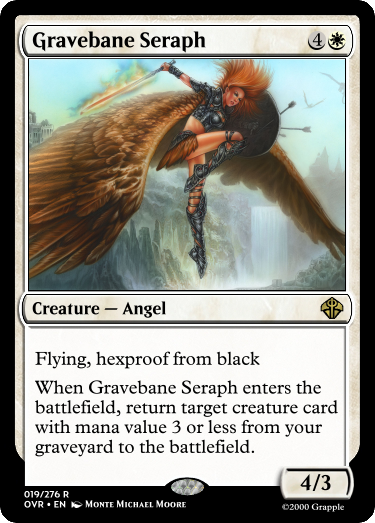 Gravebane Seraph 4
Creature — Angel
Flying, hexproof from black
When Gravebane Seraph enters the
battlefield, return target creature card
with mana value 3 or less from your
graveyard to the battlefield.
4/3
019/276 R
OVR • EN Monte Michael Moore
©2000 Grapple